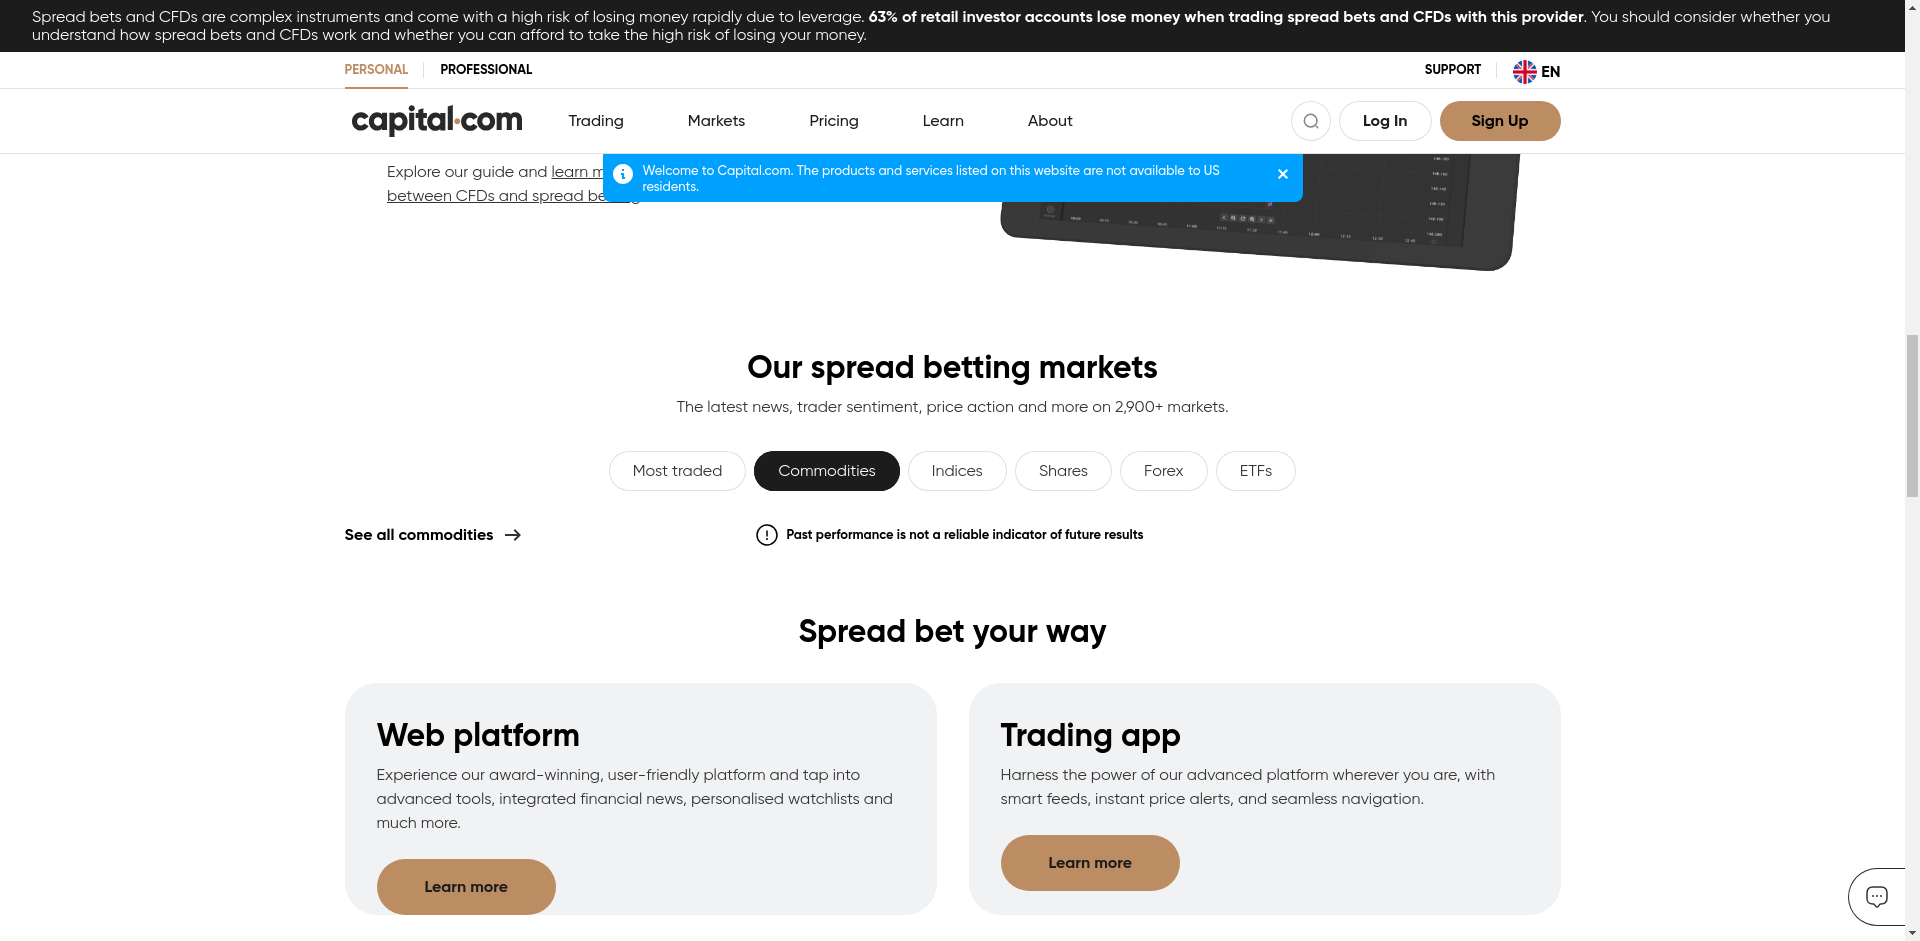 Spread bets and CFDs are complex instruments and come with a high risk of losing money rapidly due to leverage. 63% of retail investor accounts lose money when trading spread bets and CFDs with this provider. You should consider whether you
understand how spread bets and CFDs work and whether you can afford to take the high risk of losing your money.
PERSONAL
PROFESSIONAL
SUPPORT
EN
capital.com
Trading
Markets
Pricing
Learn
About
Log In
Sign Up
Explore our guide and learn
between CFDs and spread
Welcome to Capital.com. The products and services listed on this website are not available to US
residents.
Our spread betting markets
The latest news, trader sentiment, price action and more on 2,900+ markets.
Most traded
Commodities
Indices
Shares
Forex
ETFs
See all commodities
Past performance is not a reliable indicator of future results
Spread bet your way
Web platform
Experience our award-winning, user-friendly platform and tap into
advanced tools, integrated financial news, personalised watchlists and
much more.
Learn more
Trading app
Harness the power of our advanced platform wherever you are, with
smart feeds, instant price alerts, and seamless navigation.
Learn more